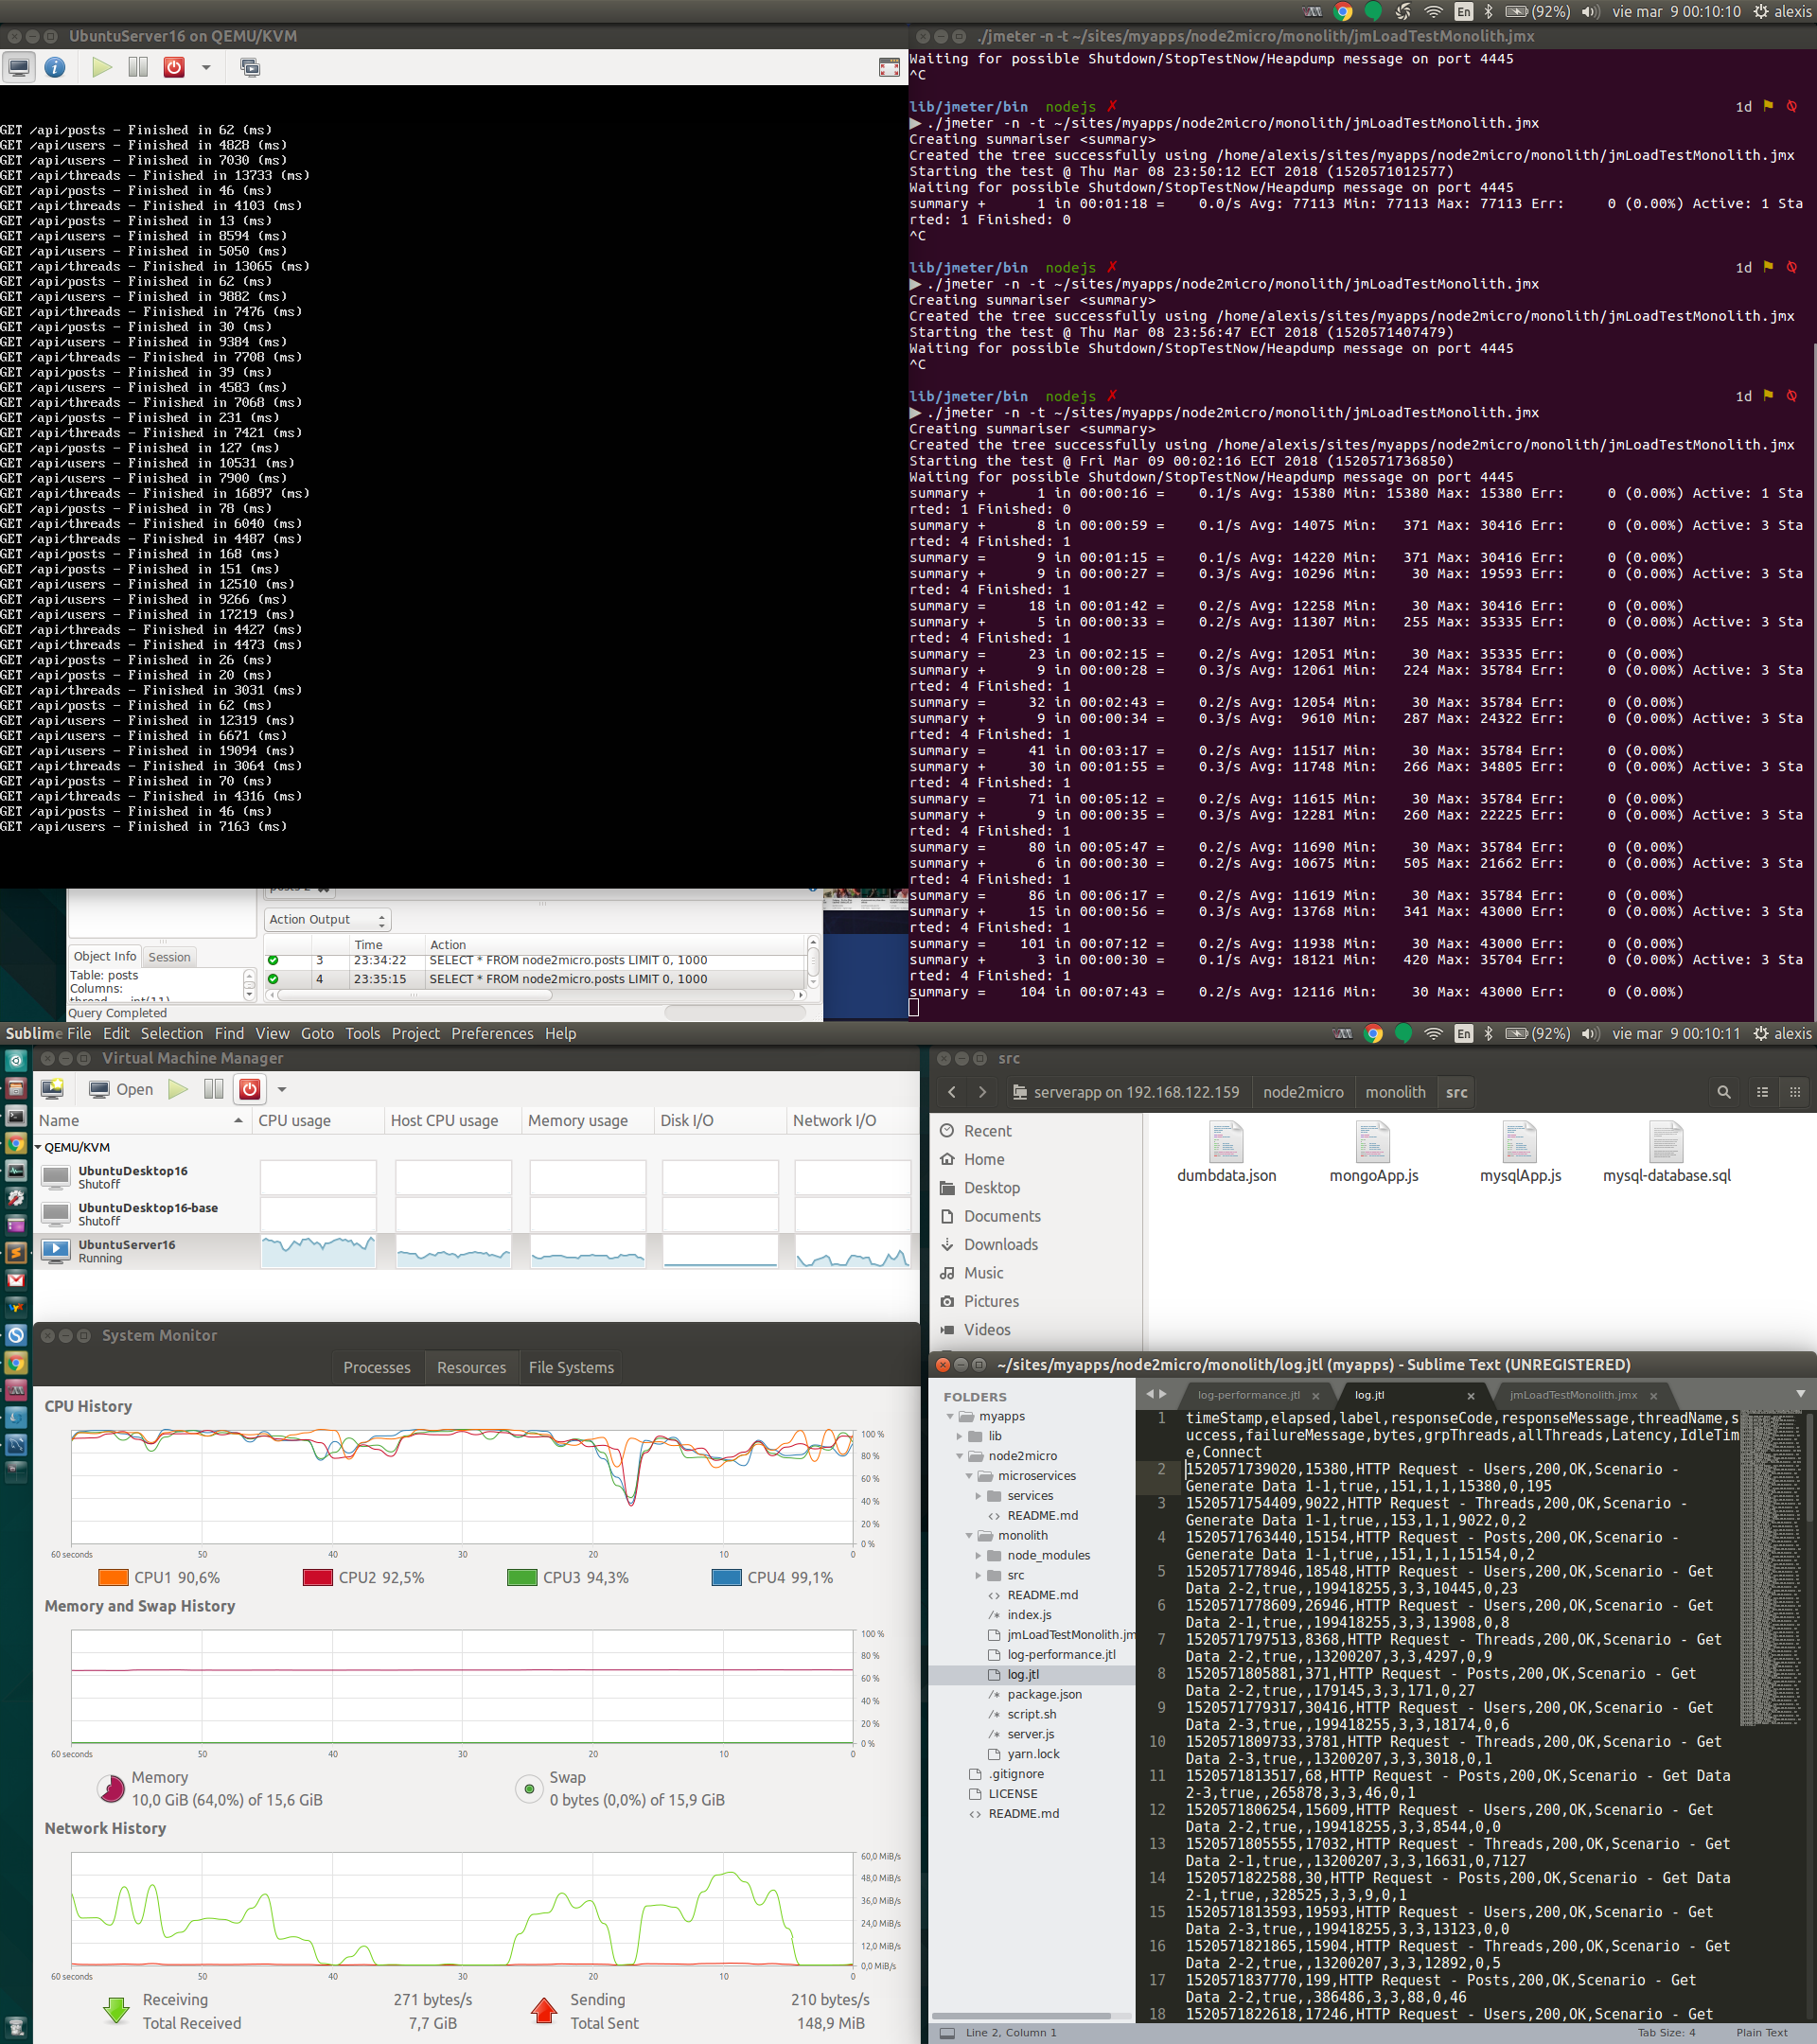 En (92%) vie mar 9 00:10:10 alexis
UbuntuServer16 on QEMU/KVM
GET /api/posts - Finished in 62 (ms)
GET /api/users - Finished in 4828 (ms)
GET /api/users - Finished in 7030 (ms)
GET /api/threads - Finished in 13733 (ms)
GET /api/posts - Finished in 46 (ms)
GET /api/threads - Finished in 4103 (ms)
GET /api/posts - Finished in 13 (ms)
GET /api/users - Finished in 8594 (ms)
GET /api/users - Finished in 5050 (ms)
GET /api/threads - Finished in 13065 (ms)
GET /api/posts - Finished in 62 (ms)
GET /api/users - Finished in 9882 (ms)
GET /api/threads - Finished in 7476 (ms)
GET /api/posts - Finished in 30 (ms)
GET /api/users - Finished in 9384 (ms)
GET /api/threads - Finished in 7708 (ms)
GET /api/posts - Finished in 39 (ms)
GET /api/users - Finished in 4583 (ms)
GET /api/threads - Finished in 7068 (ms)
GET /api/posts - Finished in 231 (ms)
GET /api/threads - Finished in 7421 (ms)
GET /api/posts - Finished in 127 (ms)
GET /api/users - Finished in 10531 (ms)
GET /api/users - Finished in 7900 (ms)
GET /api/threads - Finished in 16897 (ms)
GET /api/posts - Finished in 78 (ms)
GET /api/threads - Finished in 6040 (ms)
GET /api/threads - Finished in 4487 (ms)
GET /api/posts - Finished in 168 (ms)
GET /api/posts - Finished in 151 (ms)
GET /api/users - Finished in 12510 (ms)
GET /api/users - Finished in 9266 (ms)
GET /api/users - Finished in 17219 (ms)
GET /api/threads - Finished in 4427 (ms)
GET /api/threads - Finished in 4473 (ms)
GET /api/posts - Finished in 26 (ms)
GET /api/posts - Finished in 20 (ms)
GET /api/threads - Finished in 3031 (ms)
GET /api/posts - Finished in 62 (ms)
GET /api/users - Finished in 12319 (ms)
GET /api/users - Finished in 6671 (ms)
GET /api/users - Finished in 19094 (ms)
GET /api/threads - Finished in 3064 (ms)
GET /api/posts - Finished in 70 (ms)
GET /api/threads - Finished in 4316 (ms)
GET /api/posts - Finished in 46 (ms)
GET /api/users - Finished in 7163 (ms)
Action Output
Object Info Session
Time Action
3 23:34:22 SELECT * FROM node2micro.posts LIMIT 0, 1000
4 23:35:15 SELECT * FROM node2micro.posts LIMIT 0, 1000
Table: posts
Columns:
Query Completed
./jmeter -n -t ~/sites/myapps/node2micro/monolith/jmLoadTestMonolith.jmx
Waiting for possible Shutdown/StopTestNow/Heapdump message on port 4445
^C
lib/jmeter/bin nodejs ✗ 1d
▶ ./jmeter -n -t ~/sites/myapps/node2micro/monolith/jmLoadTestMonolith.jmx
Creating summariser <summary>
Created the tree successfully using /home/alexis/sites/myapps/node2micro/monolith/jmLoadTestMonolith.jmx
Starting the test @ Thu Mar 08 23:50:12 ECT 2018 (1520571012577)
Waiting for possible Shutdown/StopTestNow/Heapdump message on port 4445
summary + 1 in 00:01:18 = 0.0/s Avg: 77113 Min: 77113 Max: 77113 Err: 0 (0.00%) Active: 1 Sta
rted: 1 Finished: 0
^C
lib/jmeter/bin nodejs ✗ 1d
▶ ./jmeter -n -t ~/sites/myapps/node2micro/monolith/jmLoadTestMonolith.jmx
Creating summariser <summary>
Created the tree successfully using /home/alexis/sites/myapps/node2micro/monolith/jmLoadTestMonolith.jmx
Starting the test @ Thu Mar 08 23:56:47 ECT 2018 (1520571407479)
Waiting for possible Shutdown/StopTestNow/Heapdump message on port 4445
^C
lib/jmeter/bin nodejs ✗ 1d
▶ ./jmeter -n -t ~/sites/myapps/node2micro/monolith/jmLoadTestMonolith.jmx
Creating summariser <summary>
Created the tree successfully using /home/alexis/sites/myapps/node2micro/monolith/jmLoadTestMonolith.jmx
Starting the test @ Fri Mar 09 00:02:16 ECT 2018 (1520571736850)
Waiting for possible Shutdown/StopTestNow/Heapdump message on port 4445
summary + 1 in 00:00:16 = 0.1/s Avg: 15380 Min: 15380 Max: 15380 Err: 0 (0.00%) Active: 1 Sta
rted: 1 Finished: 0
summary + 8 in 00:00:59 = 0.1/s Avg: 14075 Min: 371 Max: 30416 Err: 0 (0.00%) Active: 3 Sta
rted: 4 Finished: 1
summary = 9 in 00:01:15 = 0.1/s Avg: 14220 Min: 371 Max: 30416 Err: 0 (0.00%)
summary + 9 in 00:00:27 = 0.3/s Avg: 10296 Min: 30 Max: 19593 Err: 0 (0.00%) Active: 3 Sta
rted: 4 Finished: 1
summary = 18 in 00:01:42 = 0.2/s Avg: 12258 Min: 30 Max: 30416 Err: 0 (0.00%)
summary + 5 in 00:00:33 = 0.2/s Avg: 11307 Min: 255 Max: 35335 Err: 0 (0.00%) Active: 3 Sta
rted: 4 Finished: 1
summary = 23 in 00:02:15 = 0.2/s Avg: 12051 Min: 30 Max: 35335 Err: 0 (0.00%)
summary + 9 in 00:00:28 = 0.3/s Avg: 12061 Min: 224 Max: 35784 Err: 0 (0.00%) Active: 3 Sta
rted: 4 Finished: 1
summary = 32 in 00:02:43 = 0.2/s Avg: 12054 Min: 30 Max: 35784 Err: 0 (0.00%)
summary + 9 in 00:00:34 = 0.3/s Avg: 9610 Min: 287 Max: 24322 Err: 0 (0.00%) Active: 3 Sta
rted: 4 Finished: 1
summary = 41 in 00:03:17 = 0.2/s Avg: 11517 Min: 30 Max: 35784 Err: 0 (0.00%)
summary + 30 in 00:01:55 = 0.3/s Avg: 11748 Min: 266 Max: 34805 Err: 0 (0.00%) Active: 3 Sta
rted: 4 Finished: 1
summary = 71 in 00:05:12 = 0.2/s Avg: 11615 Min: 30 Max: 35784 Err: 0 (0.00%)
summary + 9 in 00:00:35 = 0.3/s Avg: 12281 Min: 260 Max: 22225 Err: 0 (0.00%) Active: 3 Sta
rted: 4 Finished: 1
summary = 80 in 00:05:47 = 0.2/s Avg: 11690 Min: 30 Max: 35784 Err: 0 (0.00%)
summary + 6 in 00:00:30 = 0.2/s Avg: 10675 Min: 505 Max: 21662 Err: 0 (0.00%) Active: 3 Sta
rted: 4 Finished: 1
summary = 86 in 00:06:17 = 0.2/s Avg: 11619 Min: 30 Max: 35784 Err: 0 (0.00%)
summary + 15 in 00:00:56 = 0.3/s Avg: 13768 Min: 341 Max: 43000 Err: 0 (0.00%) Active: 3 Sta
rted: 4 Finished: 1
summary = 101 in 00:07:12 = 0.2/s Avg: 11938 Min: 30 Max: 43000 Err: 0 (0.00%)
summary + 3 in 00:00:30 = 0.1/s Avg: 18121 Min: 420 Max: 35704 Err: 0 (0.00%) Active: 3 Sta
rted: 4 Finished: 1
summary = 104 in 00:07:43 = 0.2/s Avg: 12116 Min: 30 Max: 43000 Err: 0 (0.00%)
Sublime File Edit Selection Find View Goto Tools Project Preferences Help En (92%) vie mar 9 00:10:11 alexis
Virtual Machine Manager
Open
Name CPU usage Host CPU usage Memory usage Disk I/O Network I/O
QEMU/KVM
UbuntuDesktop16
Shutoff
UbuntuDesktop16-base
Shutoff
UbuntuServer16
Running
System Monitor
Processes Resources File Systems
CPU History
100 %
80 %
60 %
40 %
20 %
0 %
60 seconds 50 40 30 20 10 0
CPU1 90,6% CPU2 92,5% CPU3 94,3% CPU4 99,1%
Memory and Swap History
100 %
80 %
60 %
40 %
20 %
0 %
60 seconds 50 40 30 20 10 0
Memory
10,0 GiB (64,0%) of 15,6 GiB
Swap
0 bytes (0,0%) of 15,9 GiB
Network History
60,0 MiB/s
48,0 MiB/s
36,0 MiB/s
24,0 MiB/s
12,0 MiB/s
0,0 MiB/s
60 seconds 50 40 30 20 10 0
Receiving 271 bytes/s
Total Received 7,7 GiB
Sending 210 bytes/s
Total Sent 148,9 MiB
src
serverapp on 192.168.122.159 node2micro monolith src
Recent
Home
Desktop
Documents
Downloads
Music
Pictures
Videos
dumbdata.json mongoApp.js mysqlApp.js mysql-database.sql
~/sites/myapps/node2micro/monolith/log.jtl (myapps) - Sublime Text (UNREGISTERED)
FOLDERS
myapps
lib
node2micro
microservices
services
README.md
monolith
node_modules
src
README.md
index.js
jmLoadTestMonolith.jm
log-performance.jtl
log.jtl
package.json
script.sh
server.js
yarn.lock
.gitignore
LICENSE
README.md
log-performance.jtl × log.jtl × jmLoadTestMonolith.jmx ×
1 timeStamp,elapsed,label,responseCode,responseMessage,threadName,s
uccess,failureMessage,bytes,grpThreads,allThreads,Latency,IdleTim
e,Connect
2 1520571739020,15380,HTTP Request - Users,200,OK,Scenario -
Generate Data 1-1,true,,151,1,1,15380,0,195
3 1520571754409,9022,HTTP Request - Threads,200,OK,Scenario -
Generate Data 1-1,true,,153,1,1,9022,0,2
4 1520571763440,15154,HTTP Request - Posts,200,OK,Scenario -
Generate Data 1-1,true,,151,1,1,15154,0,2
5 1520571778946,18548,HTTP Request - Users,200,OK,Scenario - Get
Data 2-2,true,,199418255,3,3,10445,0,23
6 1520571778609,26946,HTTP Request - Users,200,OK,Scenario - Get
Data 2-1,true,,199418255,3,3,13908,0,8
7 1520571797513,8368,HTTP Request - Threads,200,OK,Scenario - Get
Data 2-2,true,,13200207,3,3,4297,0,9
8 1520571805881,371,HTTP Request - Posts,200,OK,Scenario - Get
Data 2-2,true,,179145,3,3,171,0,27
9 1520571779317,30416,HTTP Request - Users,200,OK,Scenario - Get
Data 2-3,true,,199418255,3,3,18174,0,6
10 1520571809733,3781,HTTP Request - Threads,200,OK,Scenario - Get
Data 2-3,true,,13200207,3,3,3018,0,1
11 1520571813517,68,HTTP Request - Posts,200,OK,Scenario - Get Data
2-3,true,,265878,3,3,46,0,1
12 1520571806254,15609,HTTP Request - Users,200,OK,Scenario - Get
Data 2-2,true,,199418255,3,3,8544,0,0
13 1520571805555,17032,HTTP Request - Threads,200,OK,Scenario - Get
Data 2-1,true,,13200207,3,3,16631,0,7127
14 1520571822588,30,HTTP Request - Posts,200,OK,Scenario - Get Data
2-1,true,,328525,3,3,9,0,1
15 1520571813593,19593,HTTP Request - Users,200,OK,Scenario - Get
Data 2-3,true,,199418255,3,3,13123,0,0
16 1520571821865,15904,HTTP Request - Threads,200,OK,Scenario - Get
Data 2-2,true,,13200207,3,3,12892,0,5
17 1520571837770,199,HTTP Request - Posts,200,OK,Scenario - Get
Data 2-2,true,,386486,3,3,88,0,46
18 1520571822618,17246,HTTP Request - Users,200,OK,Scenario - Get
Line 2, Column 1 Tab Size: 4 Plain Text